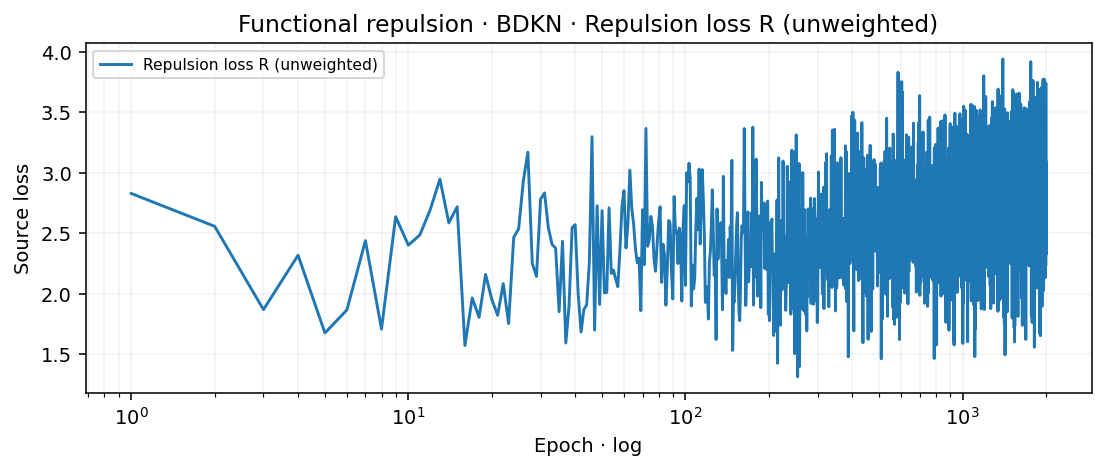 Functional repulsion · BDKN · Repulsion loss R (unweighted)
Repulsion loss R (unweighted)
Source loss
4.0
3.5
3.0
2.5
2.0
1.5
10⁰ 10¹ 10² 10³
Epoch · log